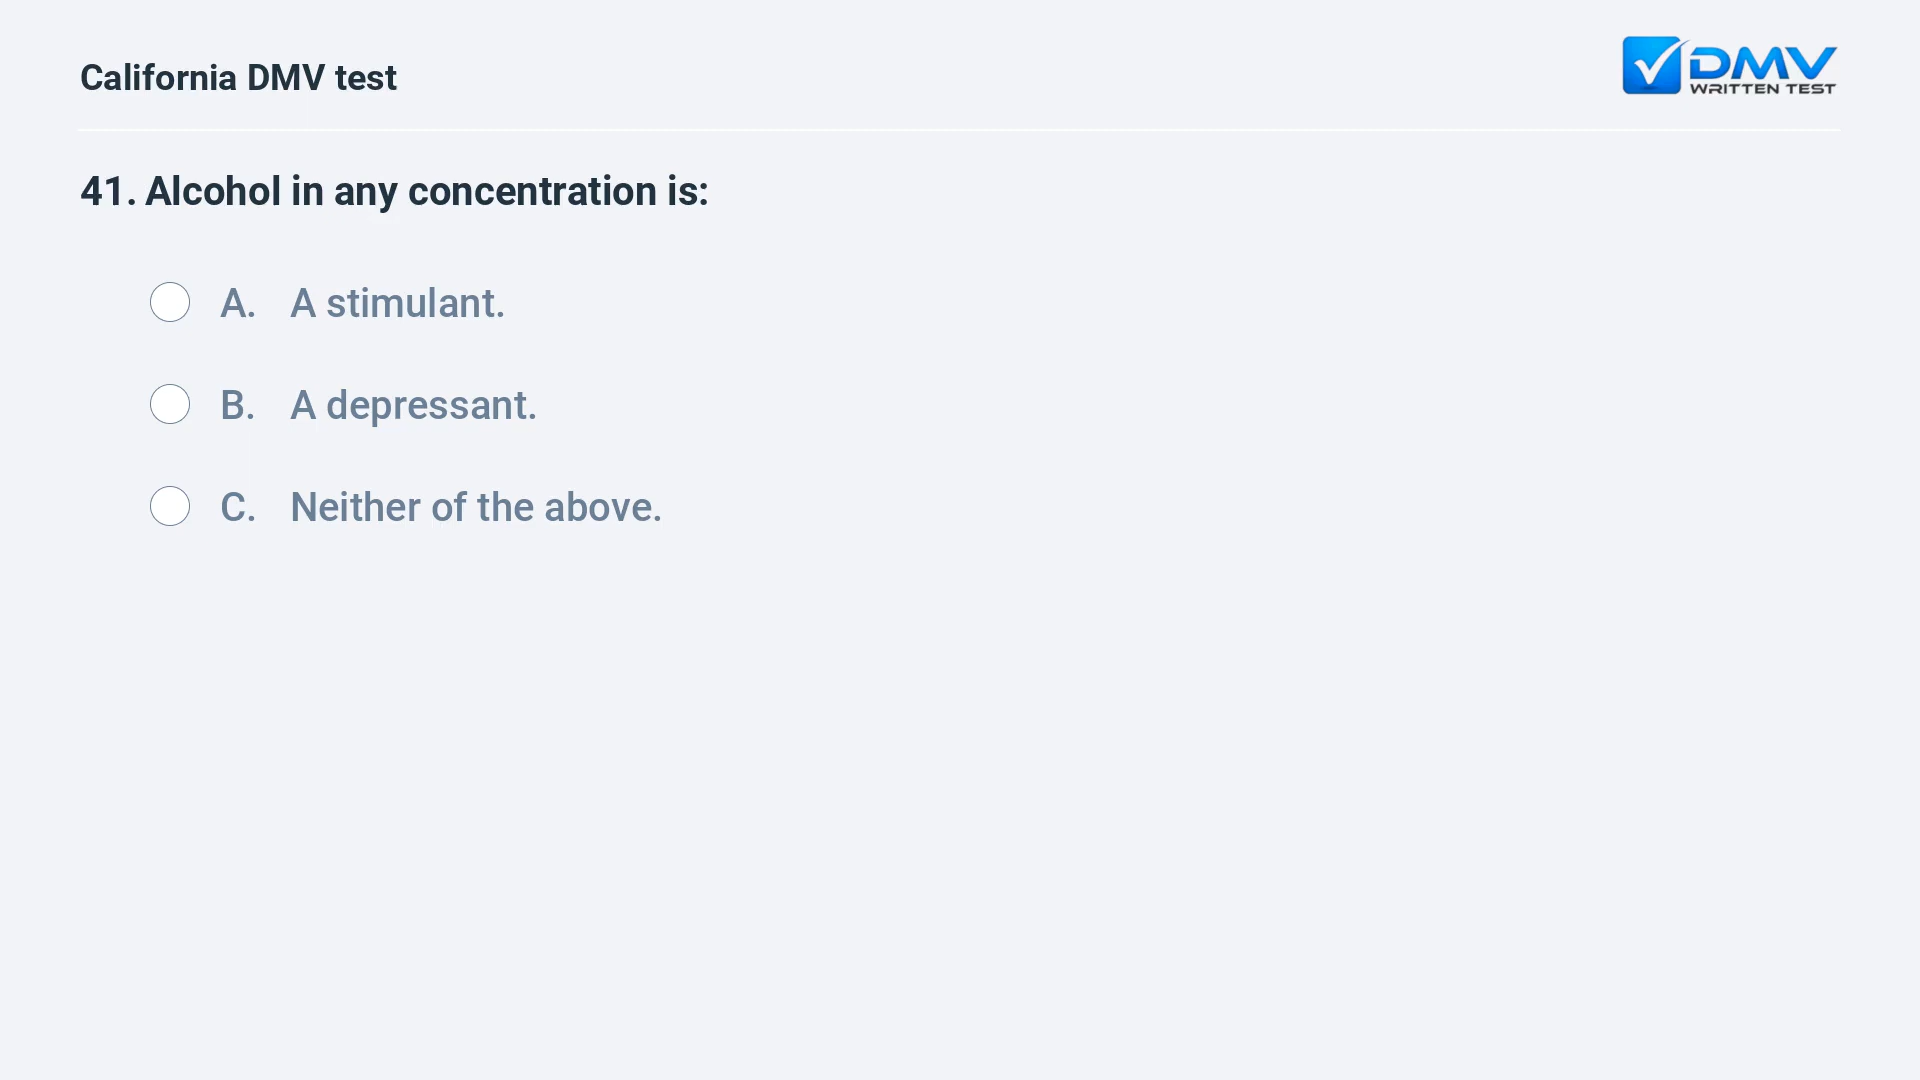 California DMV test
DMV
WRITTEN TEST
41. Alcohol in any concentration is:
A. A stimulant.
B. A depressant.
C. Neither of the above.